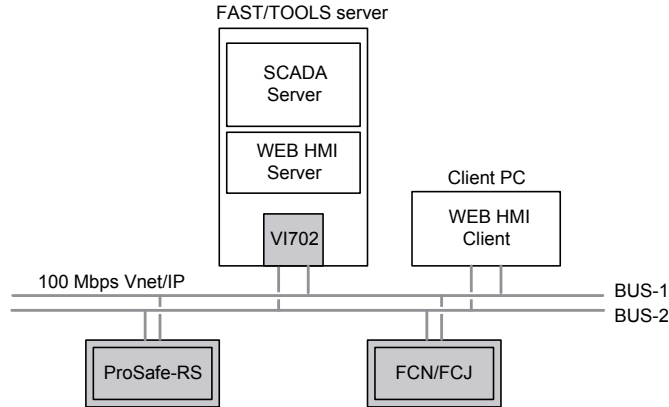 FAST/TOOLS server
SCADA
Server
WEB HMI
Server
VI702
Client PC
WEB HMI
Client
100 Mbps Vnet/IP
BUS-1
BUS-2
ProSafe-RS
FCN/FCJ